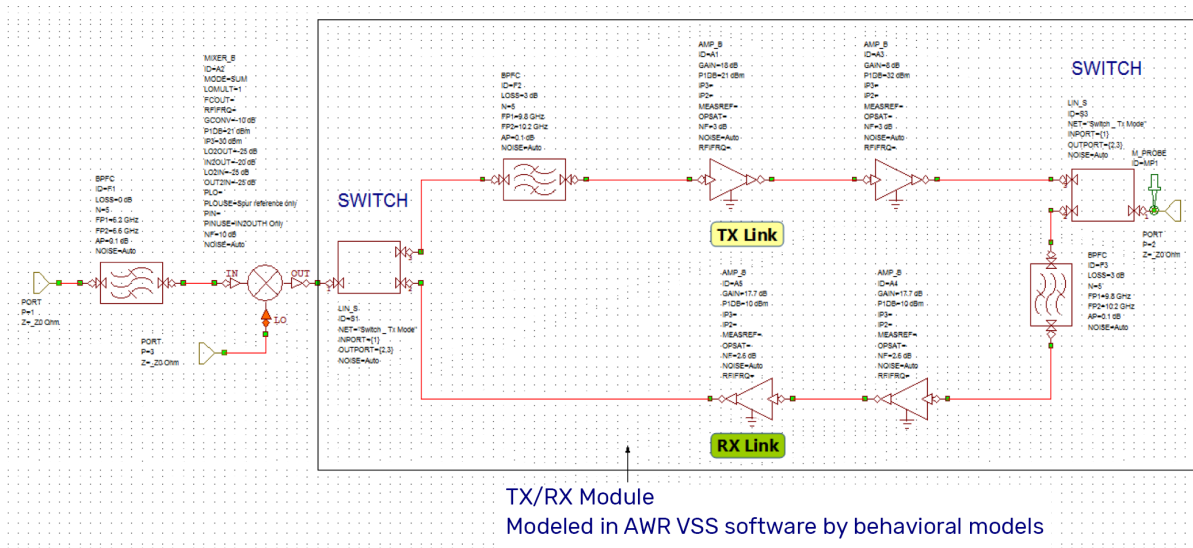 MIXER_B
ID=A2
MODE=SUM
LOMULT=1
FCOUT=
RFIFRQ=
GCONV=-10 dB
P1DB=21 dBm
IP3=30 dBm
LO2OUT=-25 dB
IN2OUT=-20 dB
LO2IN=-25 dB
OUT2IN=-25 dB
PLO=
PLOUSE=Spur reference only
PIN=
PINUSE=IN2OUTH Only
NF=10 dB
NOISE=Auto
BPFC
ID=F1
LOSS=0 dB
N=5
FP1=6.2 GHz
FP2=6.6 GHz
AP=0.1 dB
NOISE=Auto
PORT
P=1
Z=_Z0 Ohm
IN
OUT
LO
PORT
P=3
Z=_Z0 Ohm
SWITCH
LIN_S
ID=S1
NET="Switch _ Tx Mode"
INPORT={1}
OUTPORT={2,3}
NOISE=Auto
BPFC
ID=F2
LOSS=3 dB
N=5
FP1=9.8 GHz
FP2=10.2 GHz
AP=0.1 dB
NOISE=Auto
AMP_B
ID=A1
GAIN=18 dB
P1DB=21 dBm
IP3=
IP2=
MEASREF=
OPSAT=
NF=3 dB
NOISE=Auto
RFIFRQ=
AMP_B
ID=A3
GAIN=8 dB
P1DB=32 dBm
IP3=
IP2=
MEASREF=
OPSAT=
NF=3 dB
NOISE=Auto
RFIFRQ=
SWITCH
LIN_S
ID=S3
NET="Switch _ Tx Mode"
INPORT={1}
OUTPORT={2,3}
NOISE=Auto
M_PROBE
ID=MP1
PORT
P=2
Z=_Z0 Ohm
TX Link
AMP_B
ID=A5
GAIN=17.7 dB
P1DB=10 dBm
IP3=
IP2=
MEASREF=
OPSAT=
NF=2.6 dB
NOISE=Auto
RFIFRQ=
AMP_B
ID=A4
GAIN=17.7 dB
P1DB=10 dBm
IP3=
IP2=
MEASREF=
OPSAT=
NF=2.6 dB
NOISE=Auto
RFIFRQ=
BPFC
ID=F3
LOSS=3 dB
N=5
FP1=9.8 GHz
FP2=10.2 GHz
AP=0.1 dB
NOISE=Auto
RX Link
TX/RX Module
Modeled in AWR VSS software by behavioral models